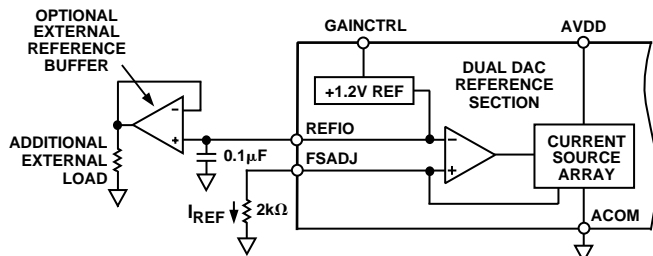 OPTIONAL
EXTERNAL
REFERENCE
BUFFER
GAINCTRL
AVDD
+1.2V REF
DUAL DAC
REFERENCE
SECTION
–
+
REFIO
–
+
CURRENT
SOURCE
ARRAY
ADDITIONAL
EXTERNAL
LOAD
0.1µF
FSADJ
IREF
2kΩ
ACOM